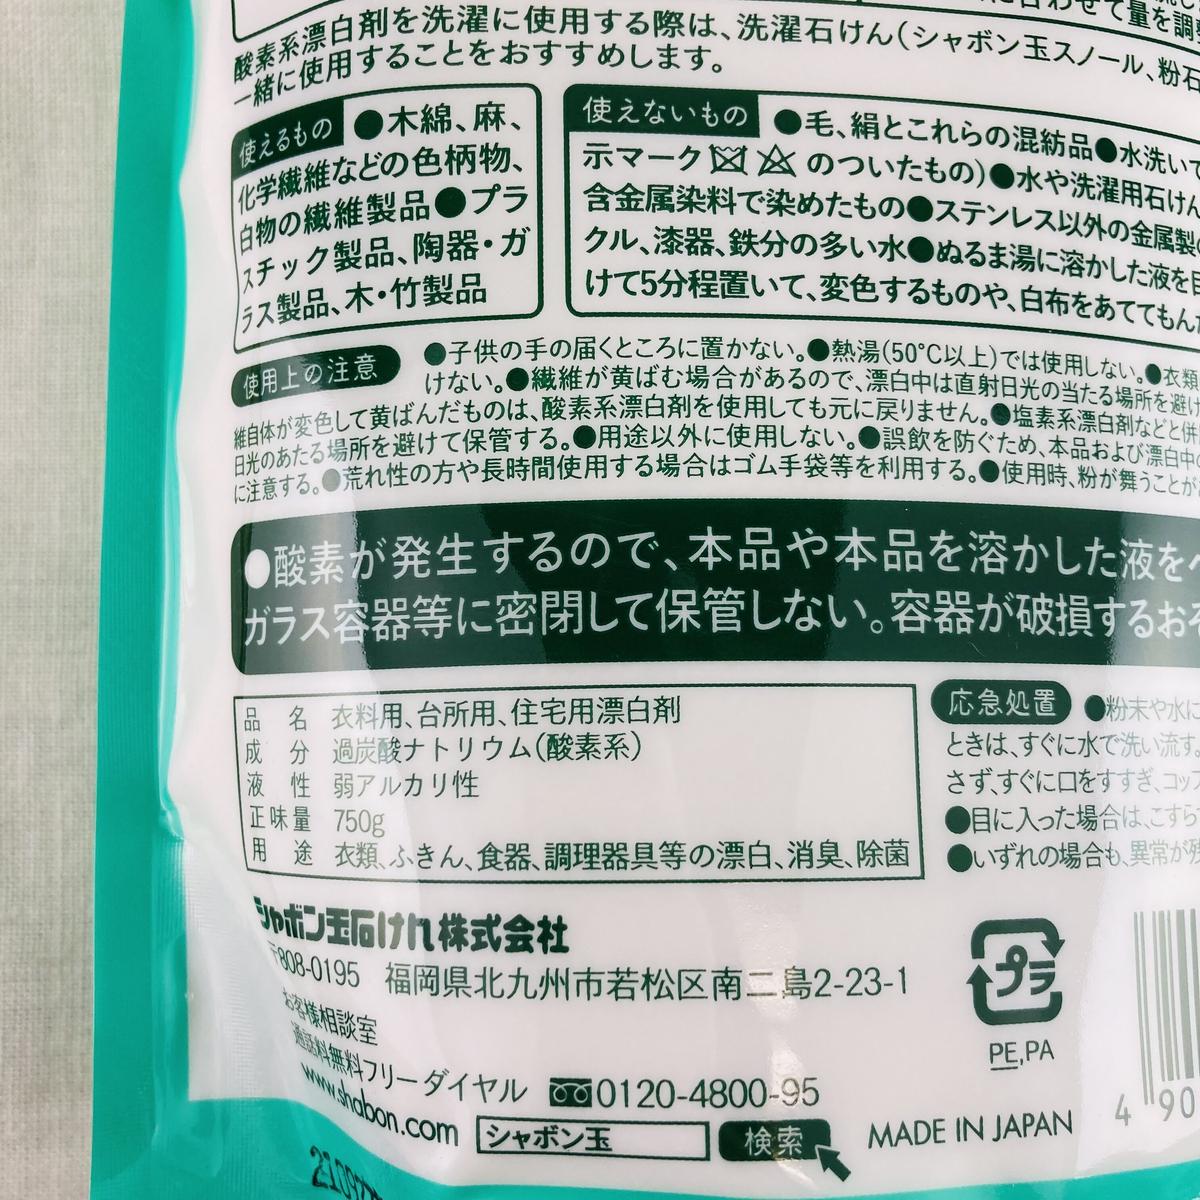 に合わせて量を調整
酸素系漂白剤を洗濯に使用する際は、洗濯石けん(シャボン玉スノール、粉石
一緒に使用することをおすすめします。
使えるもの ●木綿、麻、
化学繊維などの色柄物、
白物の繊維製品●プラ
スチック製品、陶器・ガ
ラス製品、木・竹製品
使えないもの ●毛、絹とこれらの混紡品●水洗いで
示マーク のついたもの)●水や洗濯用石けん
含金属染料で染めたもの●ステンレス以外の金属製の
クル、漆器、鉄分の多い水●ぬるま湯に溶かした液を目
けて5分程置いて、変色するものや、白布をあててもんだ
使用上の注意 ●子供の手の届くところに置かない。●熱湯(50℃以上)では使用しない。●衣類
けない。●繊維が黄ばむ場合があるので、漂白中は直射日光の当たる場所を避け
維自体が変色して黄ばんだものは、酸素系漂白剤を使用しても元に戻りません。●塩素系漂白剤などと併
日光のあたる場所を避けて保管する。●用途以外に使用しない。●誤飲を防ぐため、本品および漂白中の
に注意する。●荒れ性の方や長時間使用する場合はゴム手袋等を利用する。●使用時、粉が舞うことが
●酸素が発生するので、本品や本品を溶かした液をペ
ガラス容器等に密閉して保管しない。容器が破損するおそ
品 名 衣料用、台所用、住宅用漂白剤
成 分 過炭酸ナトリウム(酸素系)
液 性 弱アルカリ性
正味量 750g
用 途 衣類、ふきん、食器、調理器具等の漂白、消臭、除菌
応急処置 ●粉末や水に
ときは、すぐに水で洗い流す。
さず、すぐに口をすすぎ、コッ
●目に入った場合は、こすら
●いずれの場合も、異常が残
シャボン玉石けん株式会社
〒808-0195 福岡県北九州市若松区南二島2-23-1
お客様相談室
通話料無料フリーダイヤル 0120-4800-95
www.shabon.com シャボン玉 検索
プラ
PE,PA
MADE IN JAPAN
4 90